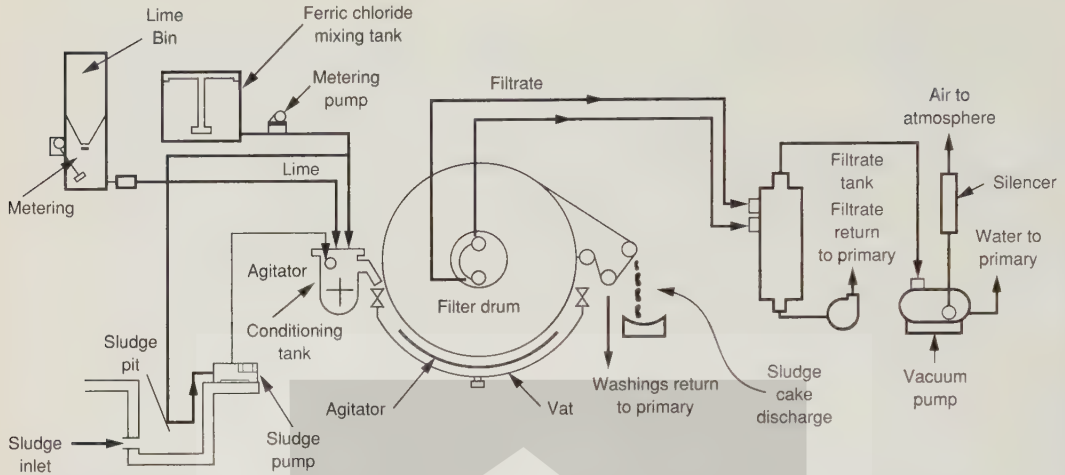 Lime
Bin
Ferric chloride
mixing tank
Metering
pump
Metering
Lime
Filtrate
Air to
atmosphere
Filtrate
tank
Silencer
Filtrate
return
to primary
Water to
primary
Agitator
Conditioning
tank
Filter drum
Sludge
pit
Sludge
inlet
Sludge
pump
Agitator
Vat
Washings return
to primary
Sludge
cake
discharge
Vacuum
pump